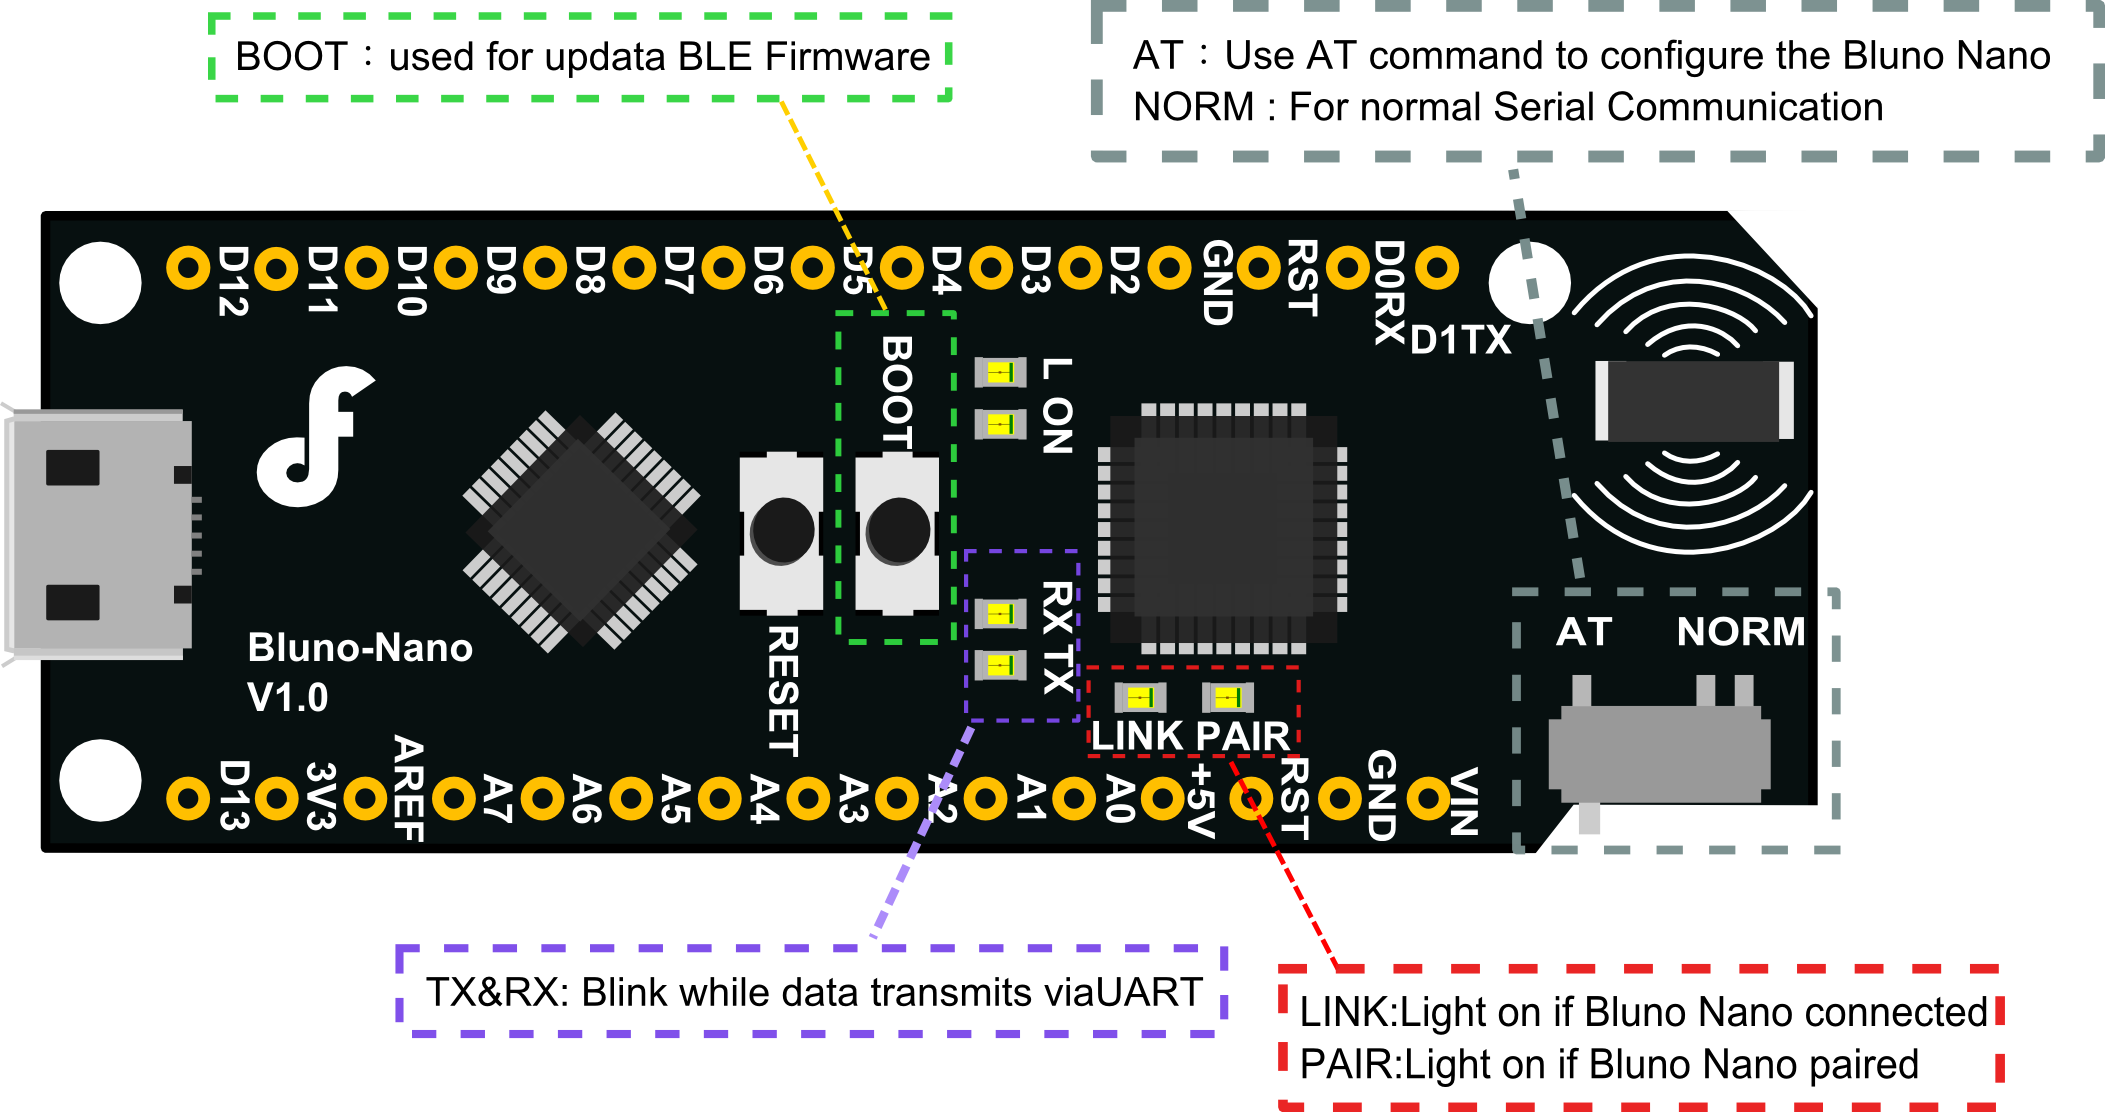 BOOT：used for updata BLE Firmware
AT：Use AT command to configure the Bluno Nano
NORM : For normal Serial Communication
D12
D11
D10
D9
D8
D7
D6
D5
D4
D3
D2
GND
RST
D0RX
D1TX
BOOT
L
ON
RX
TX
RESET
Bluno-Nano
V1.0
AT
NORM
LINK
PAIR
D13
3V3
AREF
A7
A6
A5
A4
A3
A2
A1
A0
+5V
RST
GND
VIN
TX&RX: Blink while data transmits viaUART
LINK:Light on if Bluno Nano connected
PAIR:Light on if Bluno Nano paired